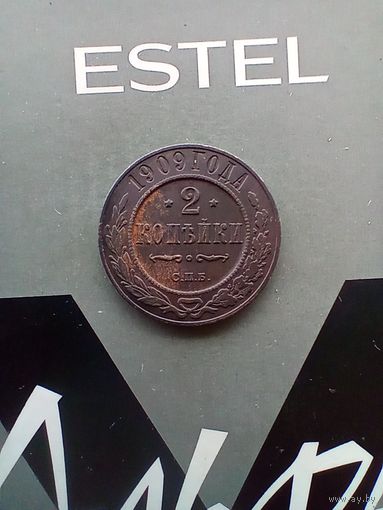 ESTEL
1909 ГОДА
* 2 *
КОПѢЙКИ
С.П.Б.
www.ay.by